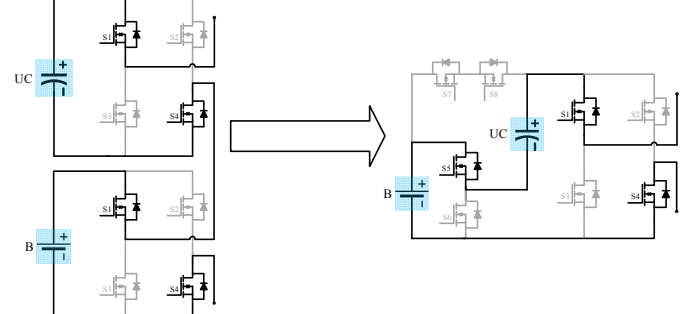 S1
S2
UC
+
-
S3
S4
S1
S2
B
+
-
S3
S4
S7
S8
UC
+
-
S1
S2
S5
B
+
-
S6
S3
S4